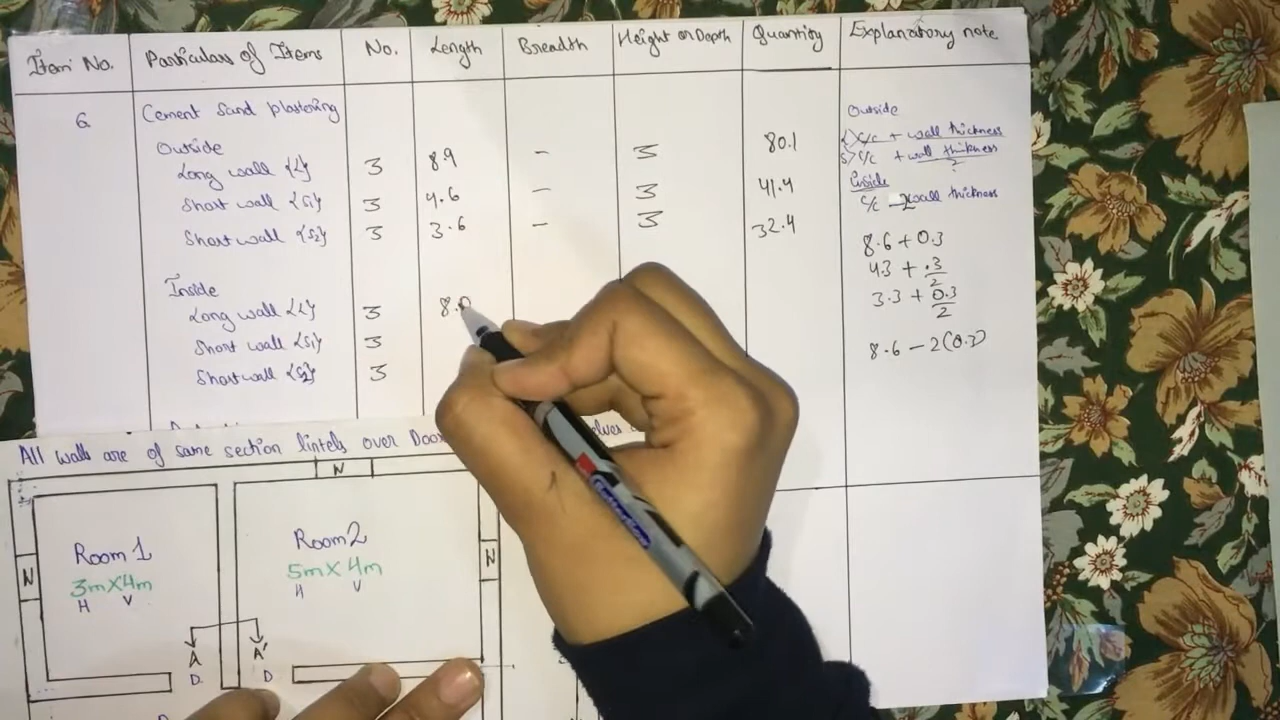 Item No. Particulars of Items No. Length Breadth Height or Depth Quantity Explanatory note
6 Cement sand plastering
Outside
Long wall {L} 3 8.9 - 3 80.1
Short wall {S1} 3 4.6 - 3 41.4
Short wall {S2} 3 3.6 - 3 32.4
Inside
Long wall {L} 3 8.0
Short wall {S1} 3
Short wall {S2} 3
Outside
L> c/c + wall thickness
S> c/c + wall thickness
2
Inside
c/c - 2wall thickness
8.6 + 0.3
4.3 + .3
2
3.3 + 0.3
2
8.6 - 2(0.3)
All walls are of same section lintels over
N
Room 1
3m X 4m
H V
Room 2
5m X 4m
H V
N
N
A A'
D. D